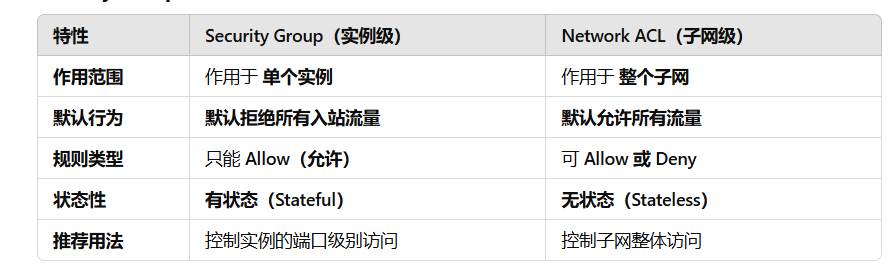 特性 Security Group（实例级） Network ACL（子网级）
作用范围 作用于 单个实例 作用于 整个子网
默认行为 默认拒绝所有入站流量 默认允许所有流量
规则类型 只能 Allow（允许） 可 Allow 或 Deny
状态性 有状态（Stateful） 无状态（Stateless）
推荐用法 控制实例的端口级别访问 控制子网整体访问